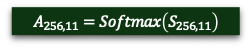 A₂₅₆,₁₁ = Softmax(S₂₅₆,₁₁)